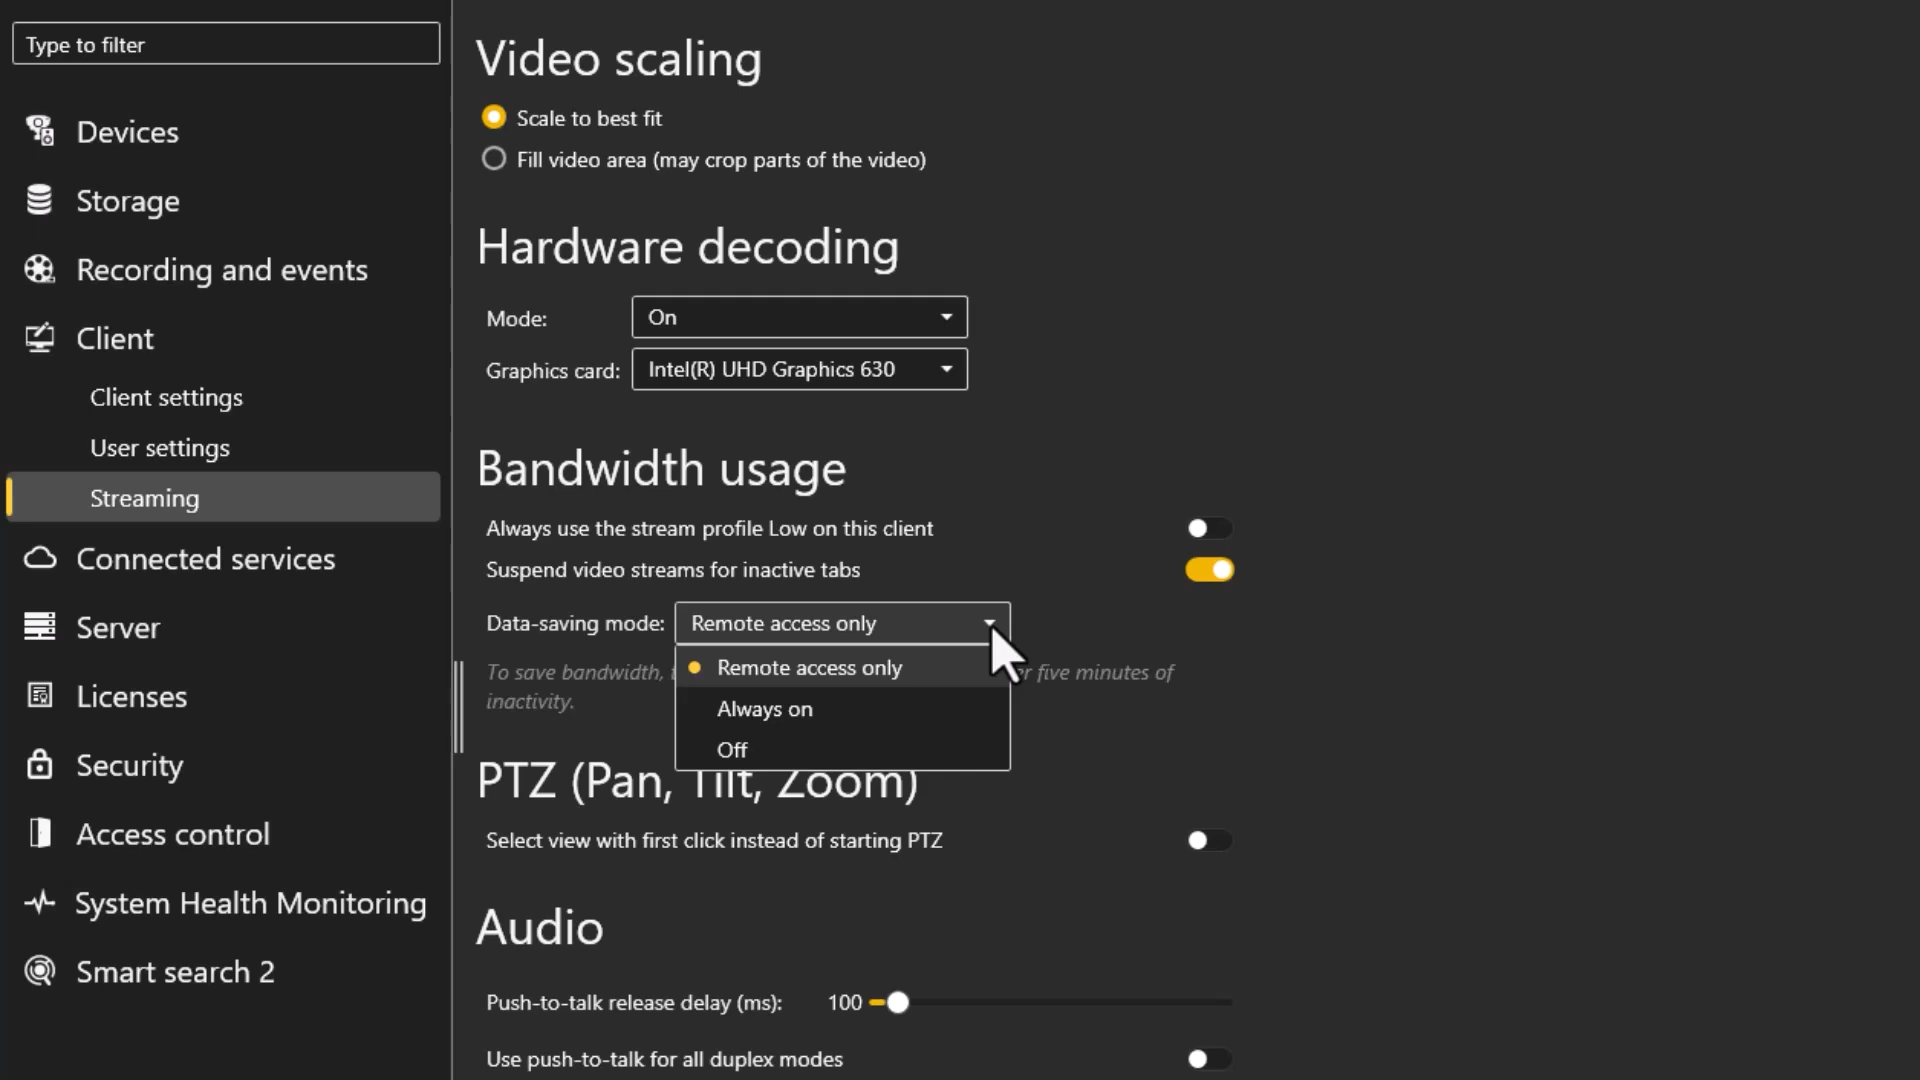 Type to filter
Devices
Storage
Recording and events
Client
Client settings
User settings
Streaming
Connected services
Server
Licenses
Security
Access control
System Health Monitoring
Smart search 2
Video scaling
Scale to best fit
Fill video area (may crop parts of the video)
Hardware decoding
Mode: On
Graphics card: Intel(R) UHD Graphics 630
Bandwidth usage
Always use the stream profile Low on this client
Suspend video streams for inactive tabs
Data-saving mode: Remote access only
Remote access only
Always on
Off
To save bandwidth, five minutes of
inactivity.
PTZ (Pan, Tilt, Zoom)
Select view with first click instead of starting PTZ
Audio
Push-to-talk release delay (ms): 100
Use push-to-talk for all duplex modes